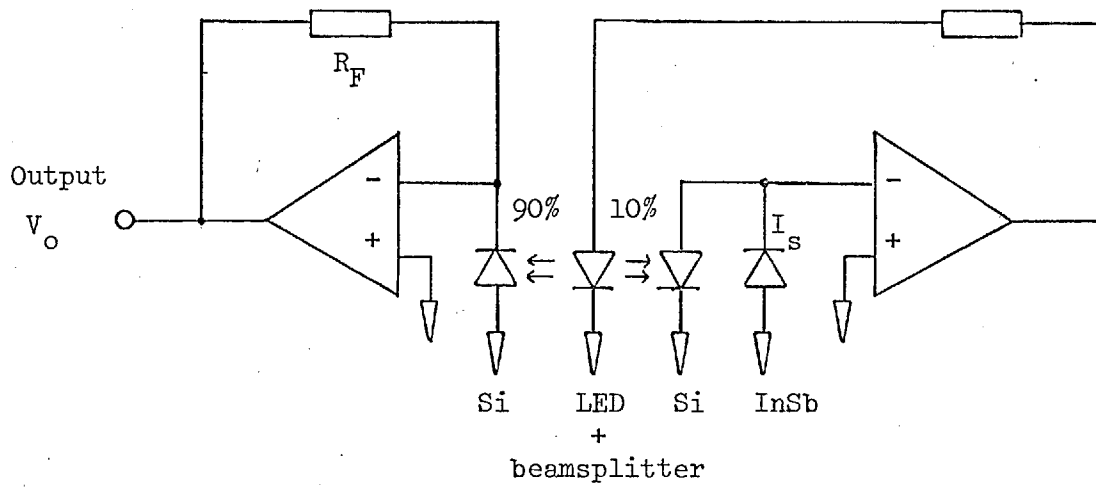 R_F
Output
V_o
−
+
90%
10%
I_s
−
+
Si
LED
+
beamsplitter
Si
InSb